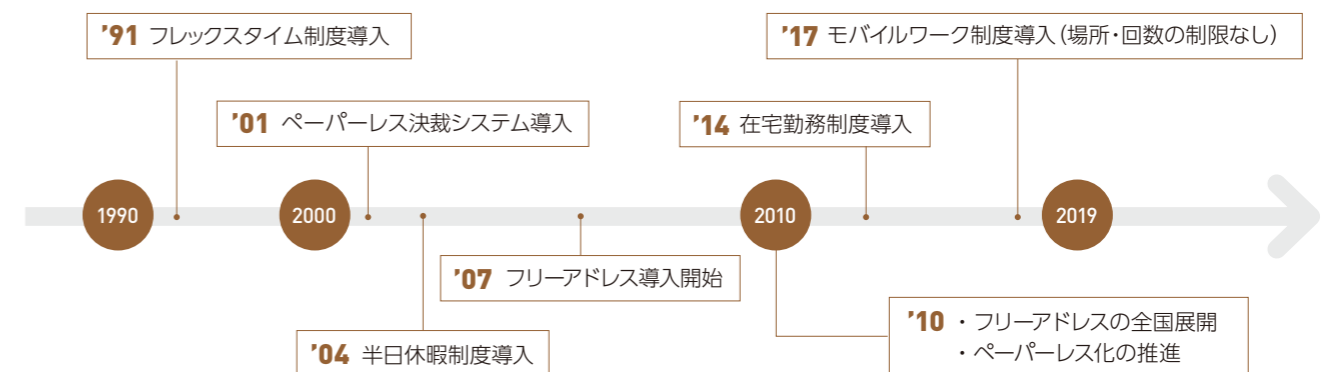 ’91 フレックスタイム制度導入
’17 モバイルワーク制度導入（場所・回数の制限なし）
’01 ペーパーレス決裁システム導入
’14 在宅勤務制度導入
1990
2000
2010
2019
’07 フリーアドレス導入開始
’10 ・フリーアドレスの全国展開
・ペーパーレス化の推進
’04 半日休暇制度導入